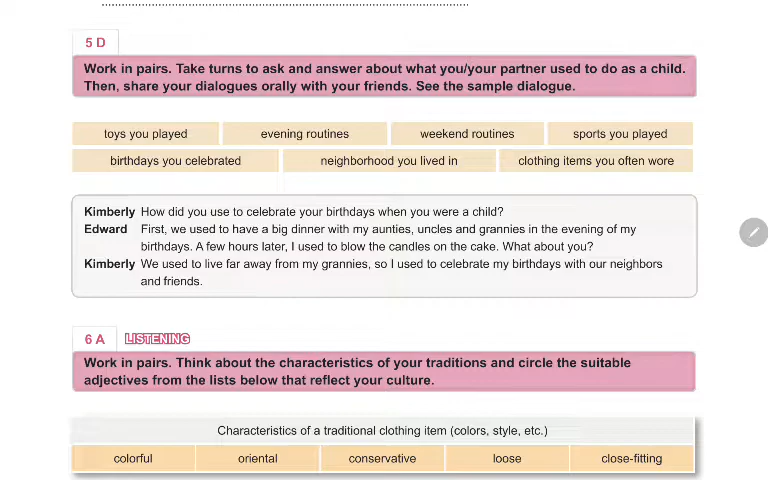 5 D
Work in pairs. Take turns to ask and answer about what you/your partner used to do as a child.
Then, share your dialogues orally with your friends. See the sample dialogue.
toys you played evening routines weekend routines sports you played
birthdays you celebrated neighborhood you lived in clothing items you often wore
Kimberly How did you use to celebrate your birthdays when you were a child?
Edward First, we used to have a big dinner with my aunties, uncles and grannies in the evening of my
birthdays. A few hours later, I used to blow the candles on the cake. What about you?
Kimberly We used to live far away from my grannies, so I used to celebrate my birthdays with our neighbors
and friends.
6 A LISTENING
Work in pairs. Think about the characteristics of your traditions and circle the suitable
adjectives from the lists below that reflect your culture.
Characteristics of a traditional clothing item (colors, style, etc.)
colorful oriental conservative loose close-fitting